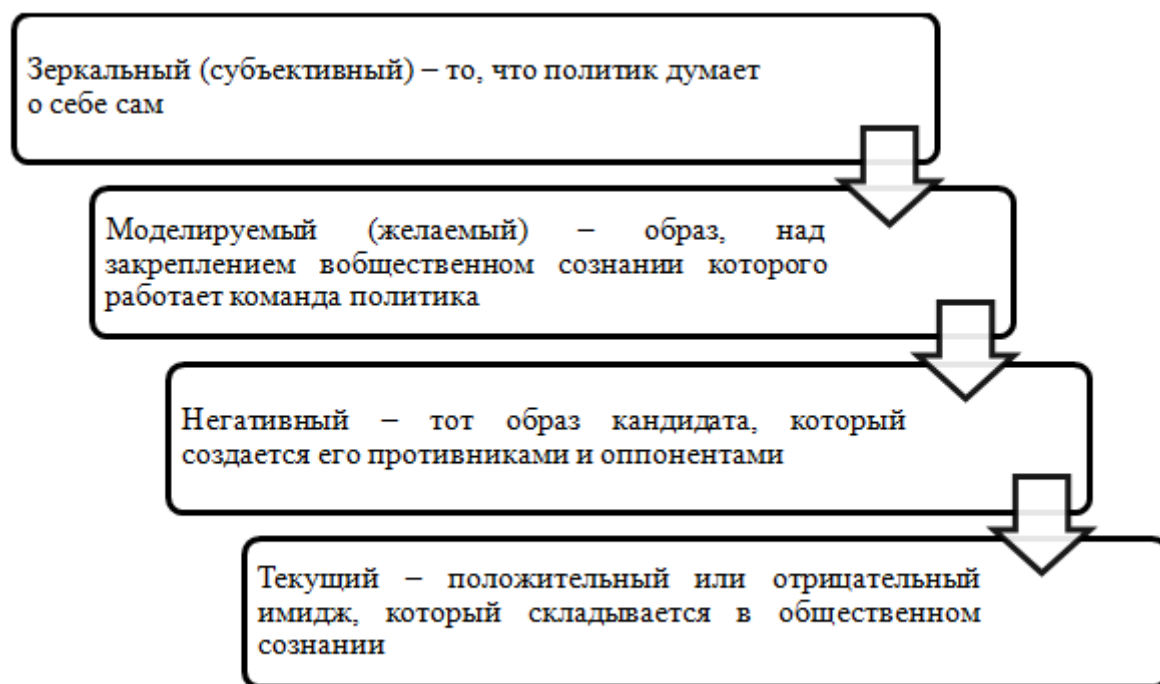 Зеркальный (субъективный) – то, что политик думает
о себе сам
Моделируемый (желаемый) – образ, над
закреплением вобщественном сознании которого
работает команда политика
Негативный – тот образ кандидата, который
создается его противниками и оппонентами
Текущий – положительный или отрицательный
имидж, который складывается в общественном
сознании